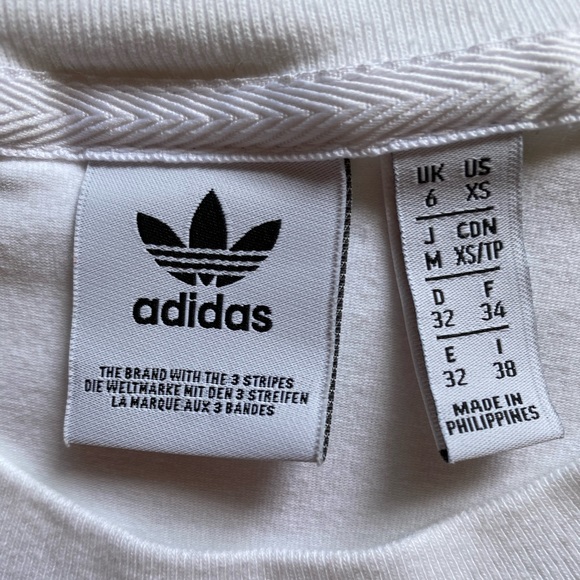 adidas
THE BRAND WITH THE 3 STRIPES
DIE WELTMARKE MIT DEN 3 STREIFEN
LA MARQUE AUX 3 BANDES
UK US
6 XS
J CDN
M XS/TP
D F
32 34
E I
32 38
MADE IN
PHILIPPINES